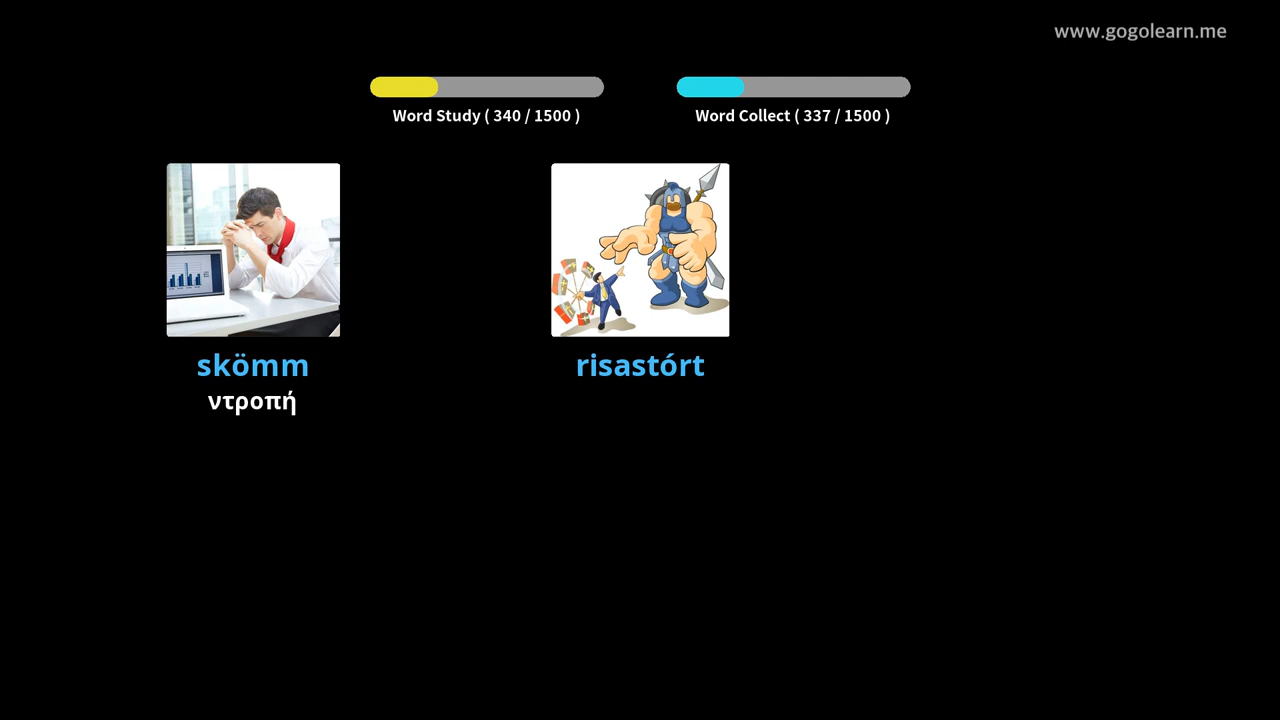 www.gogolearn.me
Word Study ( 340 / 1500 )
Word Collect ( 337 / 1500 )
skömm
ντροπή
risastórt